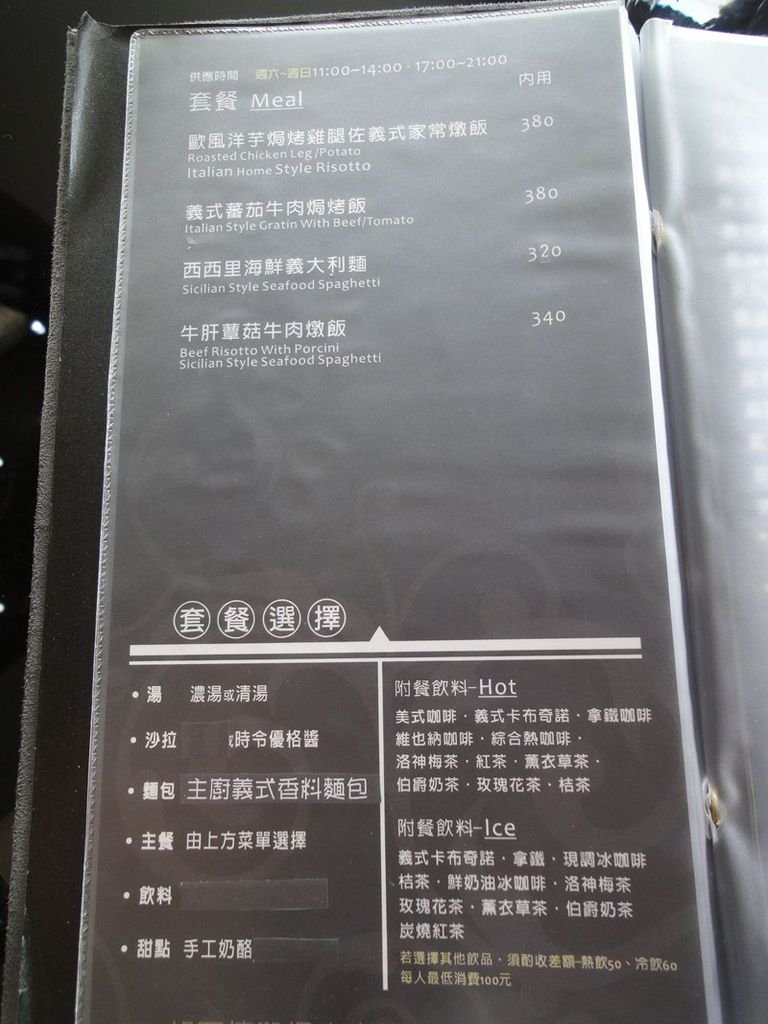 供應時間 週六~週日11:00~14:00‧17:00~21:00
套餐 Meal 內用
歐風洋芋焗烤雞腿佐義式家常燉飯 380
Roasted Chicken Leg /Potato
Italian Home Style Risotto
義式蕃茄牛肉焗烤飯 380
Italian Style Gratin With Beef/Tomato
西西里海鮮義大利麵 320
Sicilian Style Seafood Spaghetti
牛肝蕈菇牛肉燉飯 340
Beef Risotto With Porcini
Sicilian Style Seafood Spaghetti
套餐選擇
• 湯 濃湯或清湯
• 沙拉 時令優格醬
• 麵包 主廚義式香料麵包
• 主餐 由上方菜單選擇
• 飲料
• 甜點 手工奶酪
附餐飲料-Hot
美式咖啡‧義式卡布奇諾‧拿鐵咖啡
維也納咖啡‧綜合熱咖啡‧
洛神梅茶‧紅茶‧薰衣草茶‧
伯爵奶茶‧玫瑰花茶‧桔茶
附餐飲料-Ice
義式卡布奇諾‧拿鐵‧現調冰咖啡
桔茶‧鮮奶油冰咖啡‧洛神梅茶
玫瑰花茶‧薰衣草茶‧伯爵奶茶
炭燒紅茶
若選擇其他飲品‧須酌收差額-熱飲50、冷飲60
每人最低消費100元